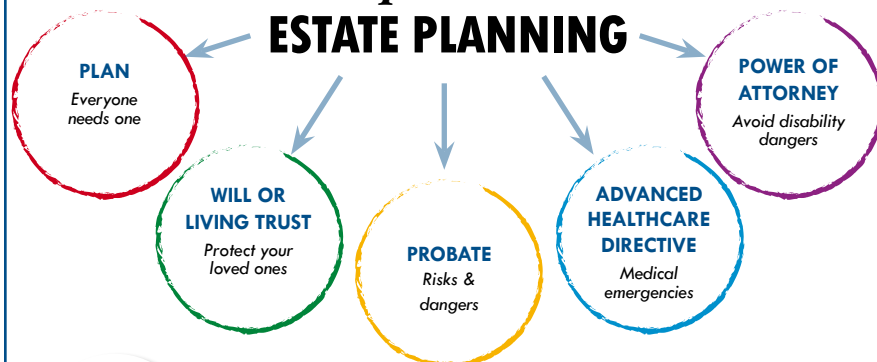 ESTATE PLANNING
PLAN
Everyone
needs one
WILL OR
LIVING TRUST
Protect your
loved ones
PROBATE
Risks &
dangers
ADVANCED
HEALTHCARE
DIRECTIVE
Medical
emergencies
POWER OF
ATTORNEY
Avoid disability
dangers